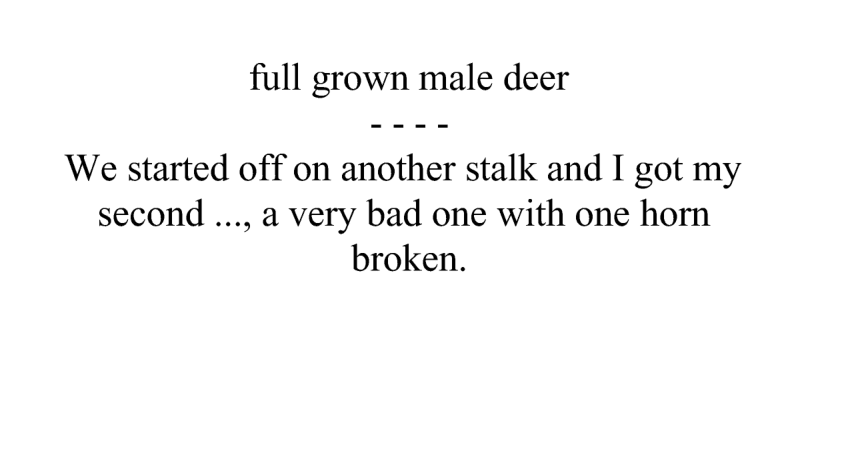 full grown male deer
- - - -
We started off on another stalk and I got my
second ..., a very bad one with one horn
broken.